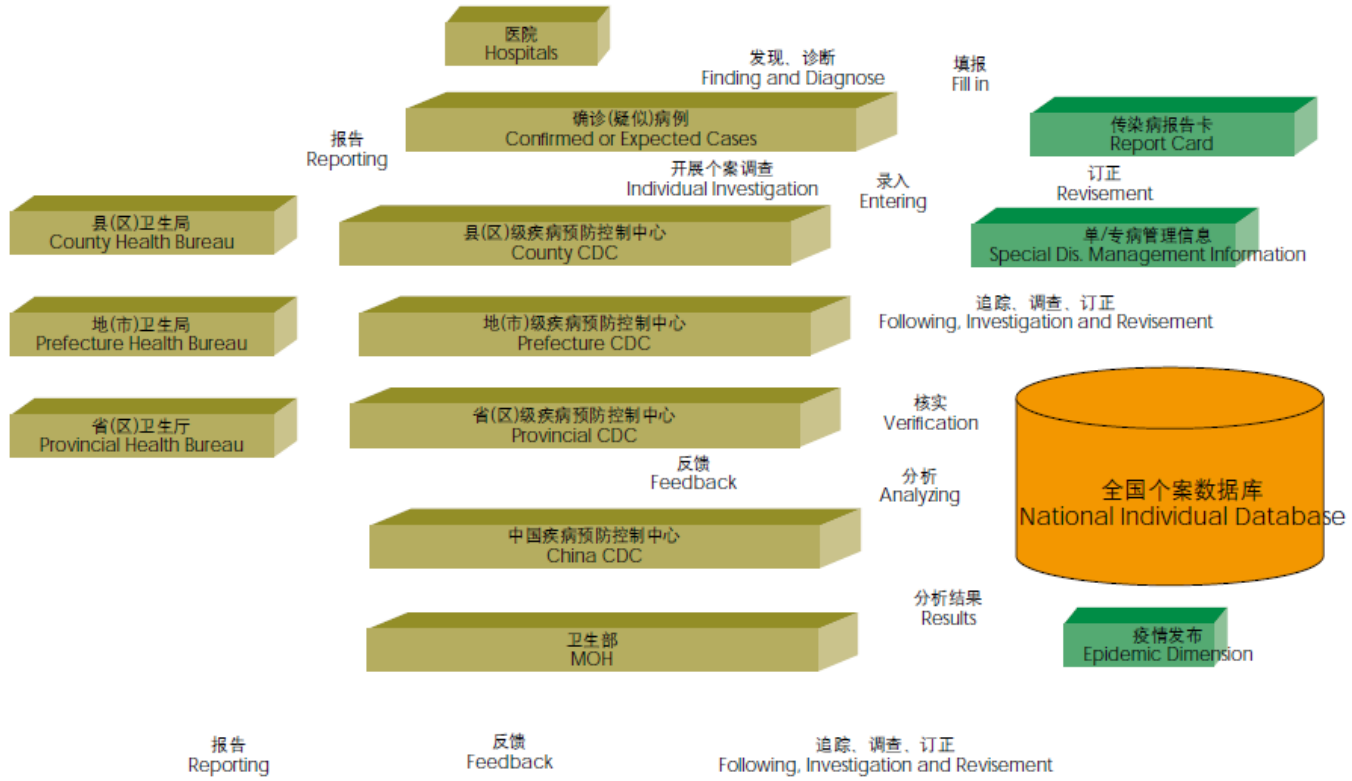 医院
Hospitals
发现、诊断
Finding and Diagnose
填报
Fill in
确诊(疑似)病例
Confirmed or Expected Cases
传染病报告卡
Report Card
报告
Reporting
开展个案调查
Individual Investigation
录入
Entering
订正
Revisement
县(区)卫生局
County Health Bureau
县(区)级疾病预防控制中心
County CDC
单/专病管理信息
Special Dis. Management Information
地(市)卫生局
Prefecture Health Bureau
地(市)级疾病预防控制中心
Prefecture CDC
追踪、调查、订正
Following, Investigation and Revisement
省(区)卫生厅
Provincial Health Bureau
省(区)级疾病预防控制中心
Provincial CDC
核实
Verification
反馈
Feedback
分析
Analyzing
全国个案数据库
National Individual Database
中国疾病预防控制中心
China CDC
分析结果
Results
卫生部
MOH
疫情发布
Epidemic Dimension
报告
Reporting
反馈
Feedback
追踪、调查、订正
Following, Investigation and Revisement